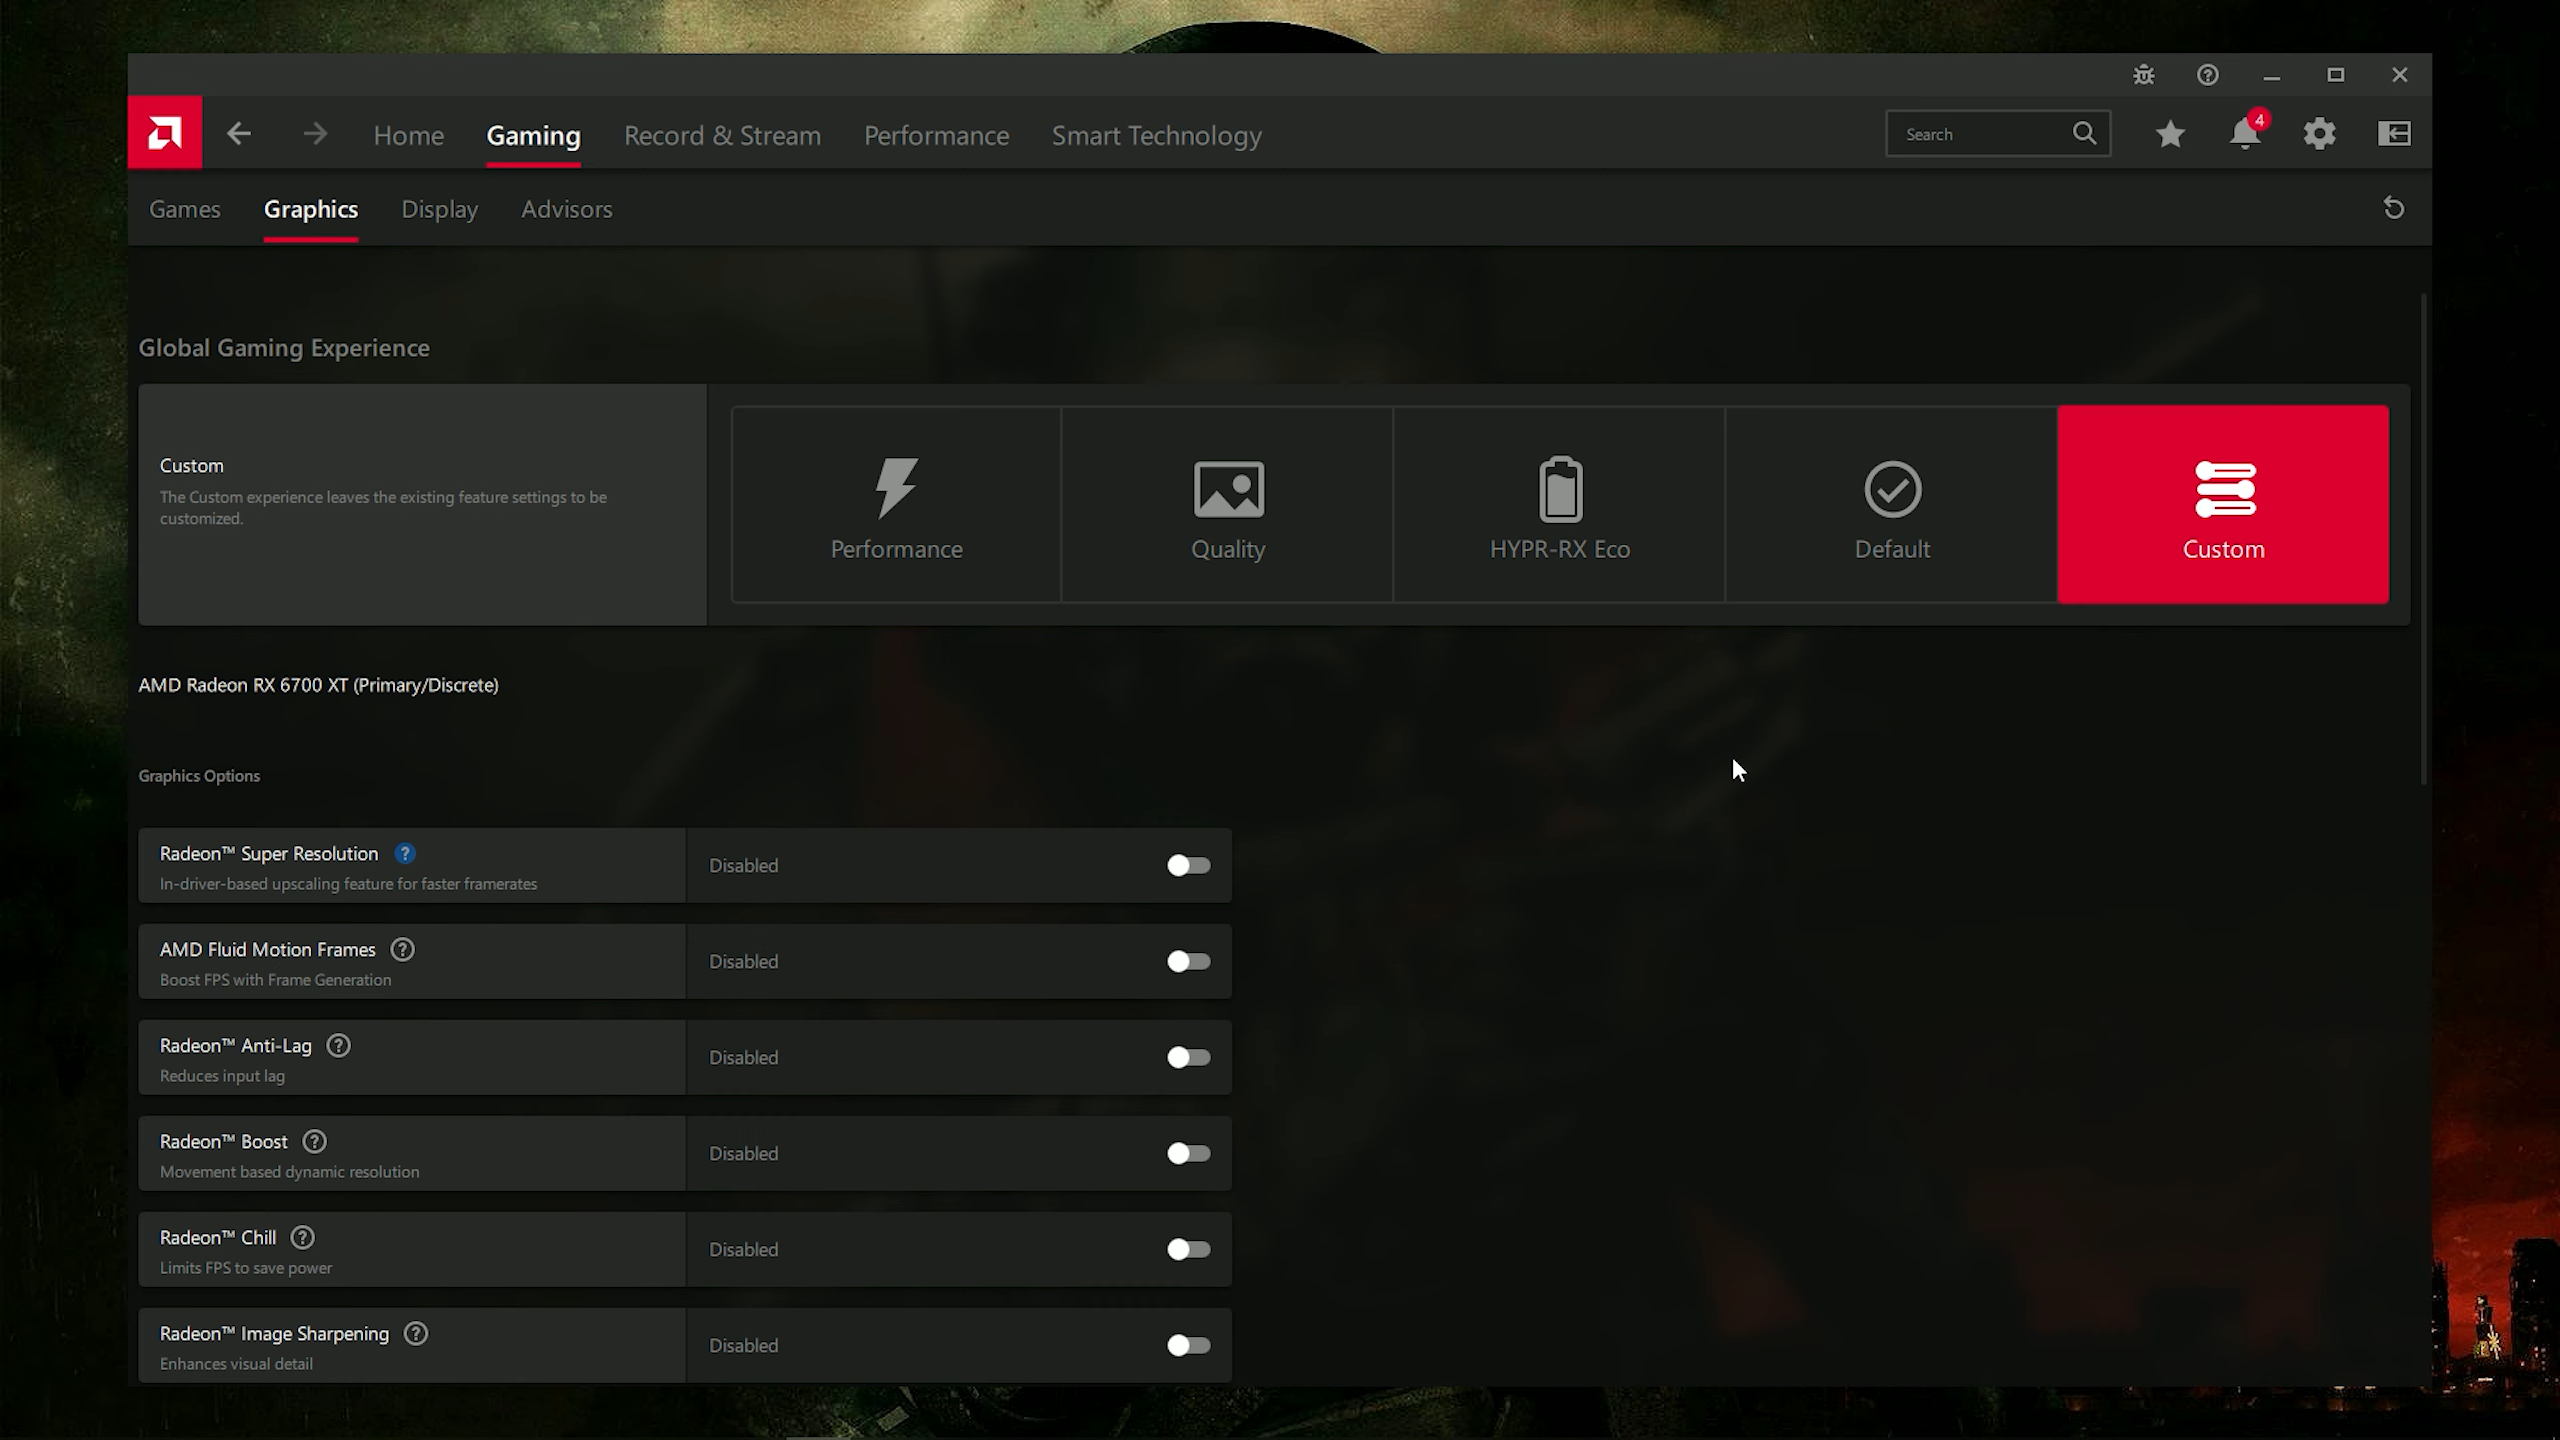 Home Gaming Record & Stream Performance Smart Technology Search 4
Games Graphics Display Advisors
Global Gaming Experience
Custom
The Custom experience leaves the existing feature settings to be
customized.
Performance Quality HYPR-RX Eco Default Custom
AMD Radeon RX 6700 XT (Primary/Discrete)
Graphics Options
Radeon™ Super Resolution ? Disabled
In-driver-based upscaling feature for faster framerates
AMD Fluid Motion Frames ? Disabled
Boost FPS with Frame Generation
Radeon™ Anti-Lag ? Disabled
Reduces input lag
Radeon™ Boost ? Disabled
Movement based dynamic resolution
Radeon™ Chill ? Disabled
Limits FPS to save power
Radeon™ Image Sharpening ? Disabled
Enhances visual detail